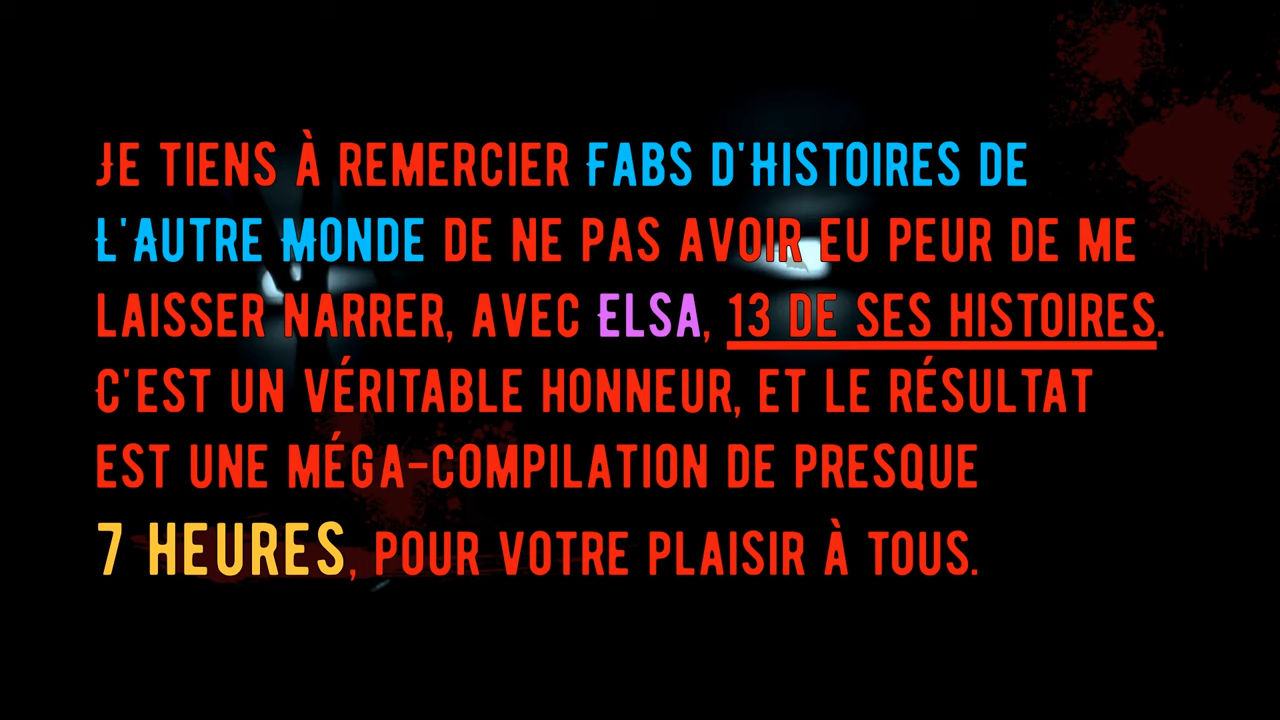 Je tiens à remercier Fabs d'Histoires de
l'Autre Monde de ne pas avoir eu peur de me
laisser narrer, avec Elsa, 13 de ses histoires.
C'est un véritable honneur, et le résultat
est une méga-compilation de presque
7 HEURES, pour votre plaisir à tous.